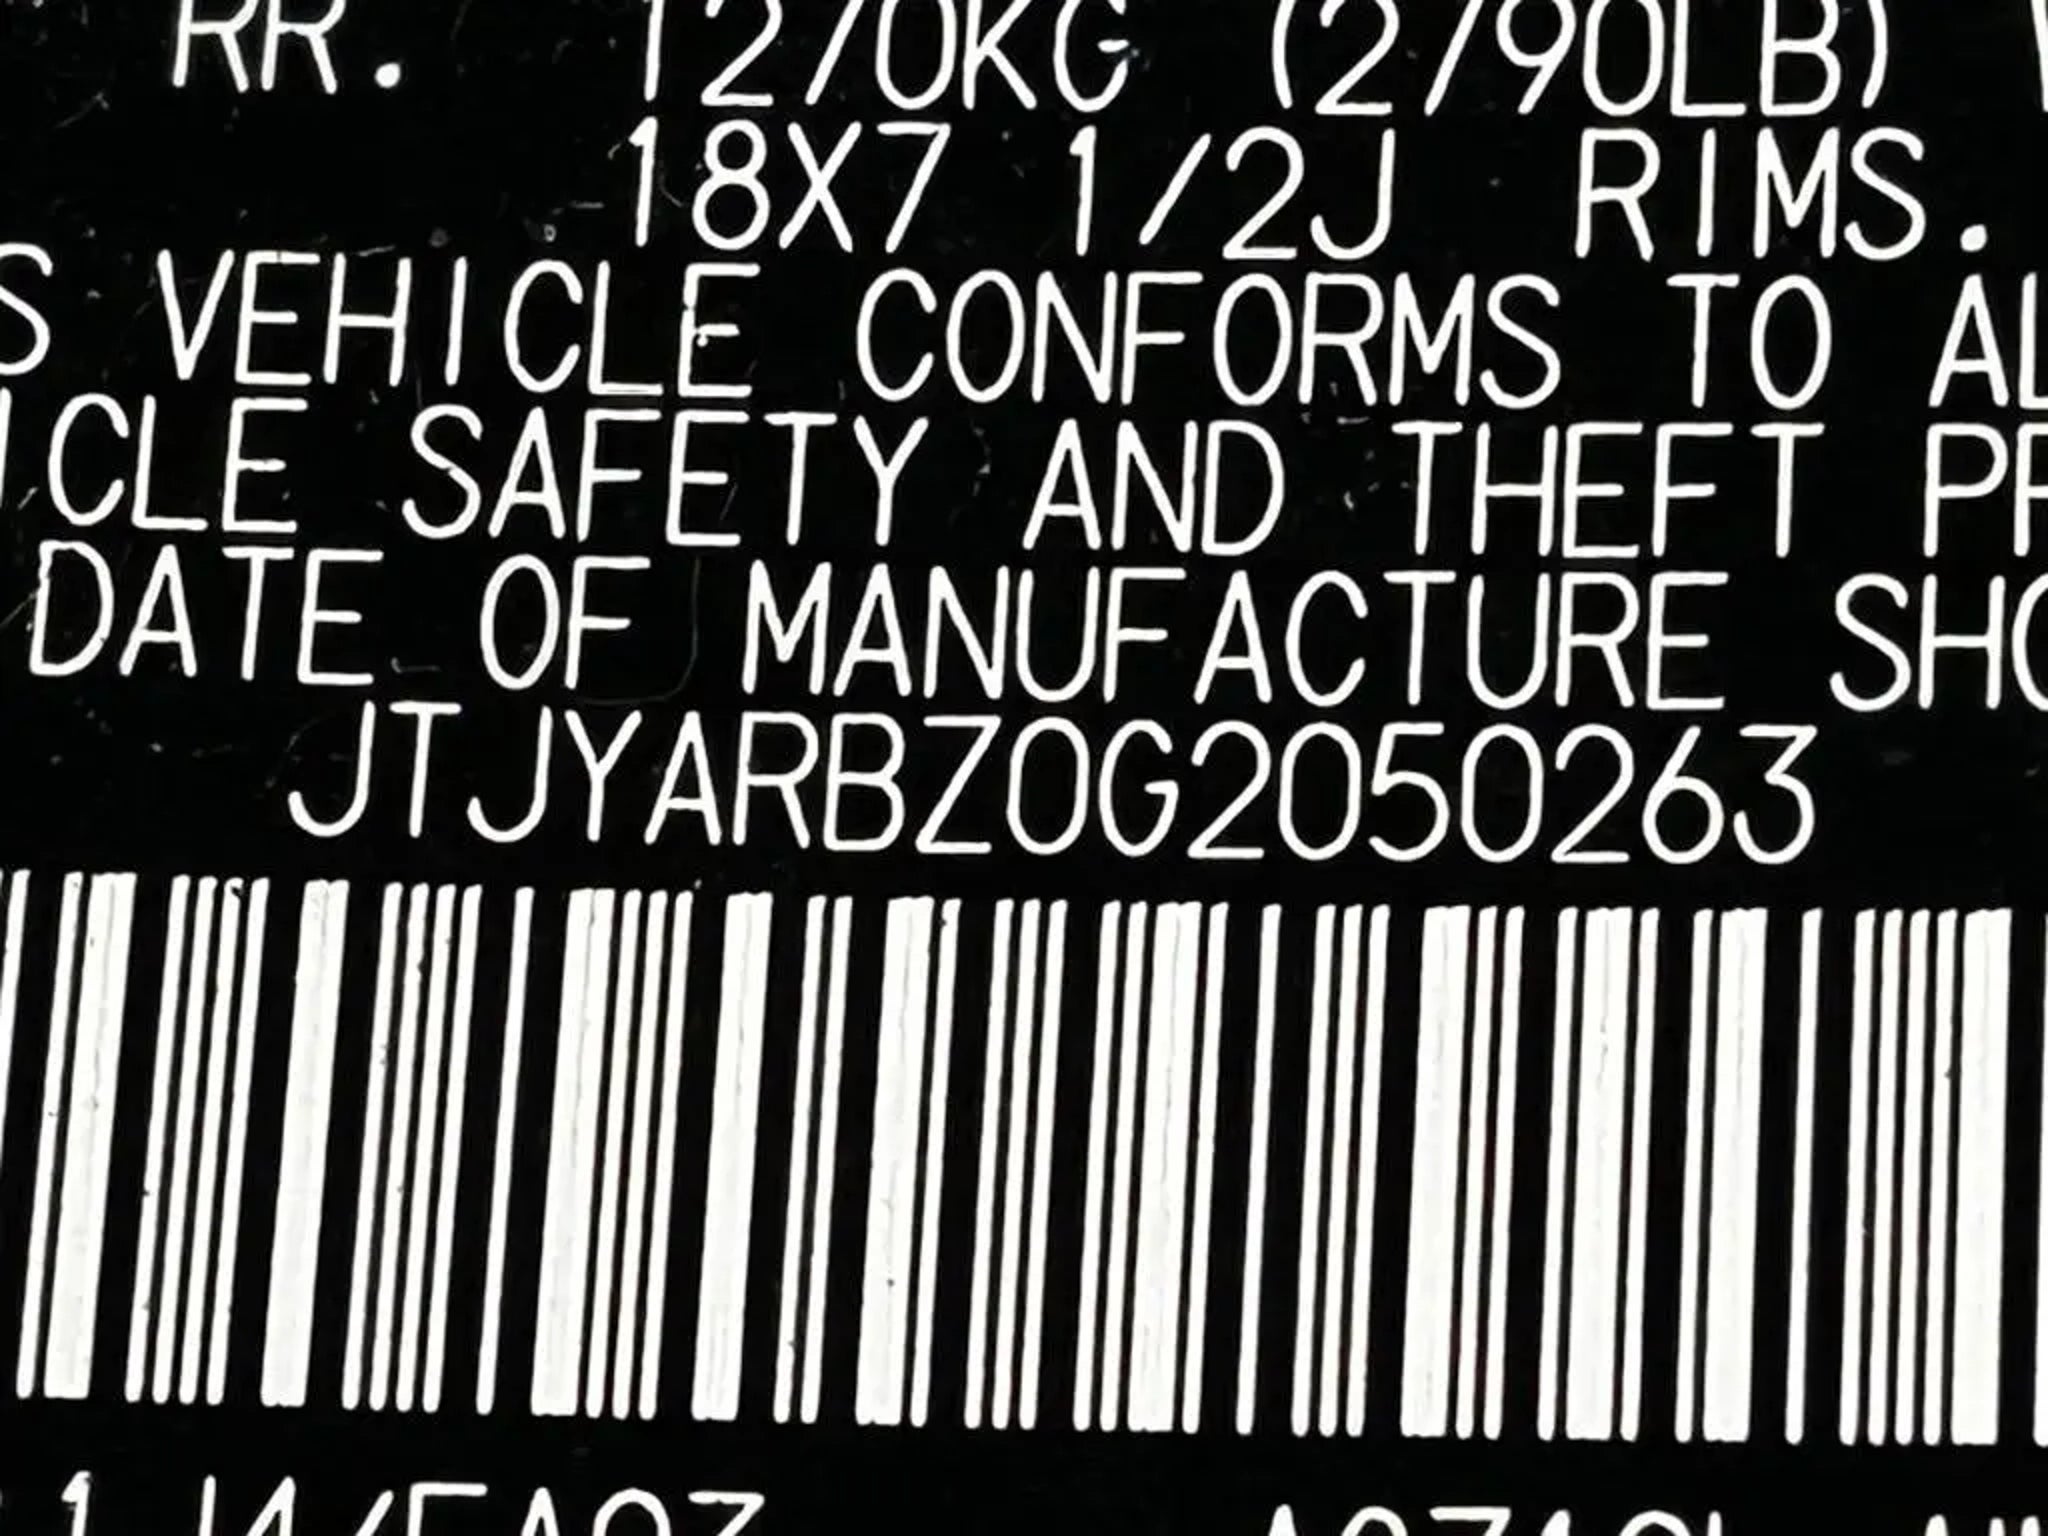 RR. 1270KG (2790LB)
18X7 1/2J RIMS.
S VEHICLE CONFORMS TO AL
ICLE SAFETY AND THEFT PR
DATE OF MANUFACTURE SHO
JTJYARBZ0G2050263